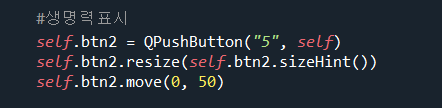 #생명력표시
self.btn2 = QPushButton("5", self)
self.btn2.resize(self.btn2.sizeHint())
self.btn2.move(0, 50)